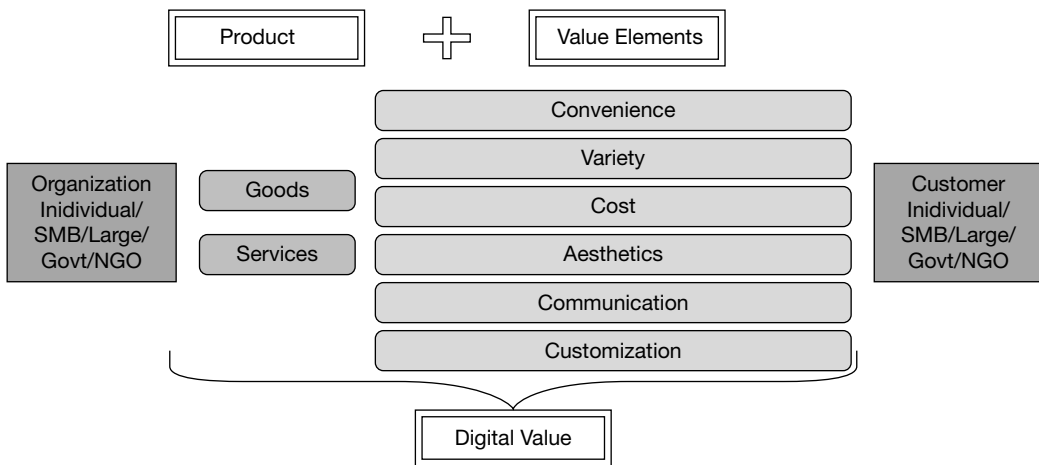 Product
Value Elements
Convenience
Variety
Cost
Aesthetics
Communication
Customization
Organization
Inidividual/
SMB/Large/
Govt/NGO
Goods
Services
Customer
Inidividual/
SMB/Large/
Govt/NGO
Digital Value